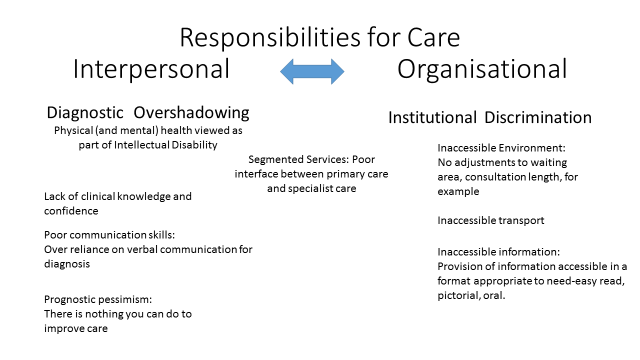 Responsibilities for Care
Interpersonal
Organisational
Diagnostic Overshadowing
Physical (and mental) health viewed as
part of Intellectual Disability
Lack of clinical knowledge and
confidence
Poor communication skills:
Over reliance on verbal communication for
diagnosis
Prognostic pessimism:
There is nothing you can do to
improve care
Segmented Services: Poor
interface between primary care
and specialist care
Institutional Discrimination
Inaccessible Environment:
No adjustments to waiting
area, consultation length, for
example
Inaccessible transport
Inaccessible information:
Provision of information accessible in a
format appropriate to need-easy read,
pictorial, oral.